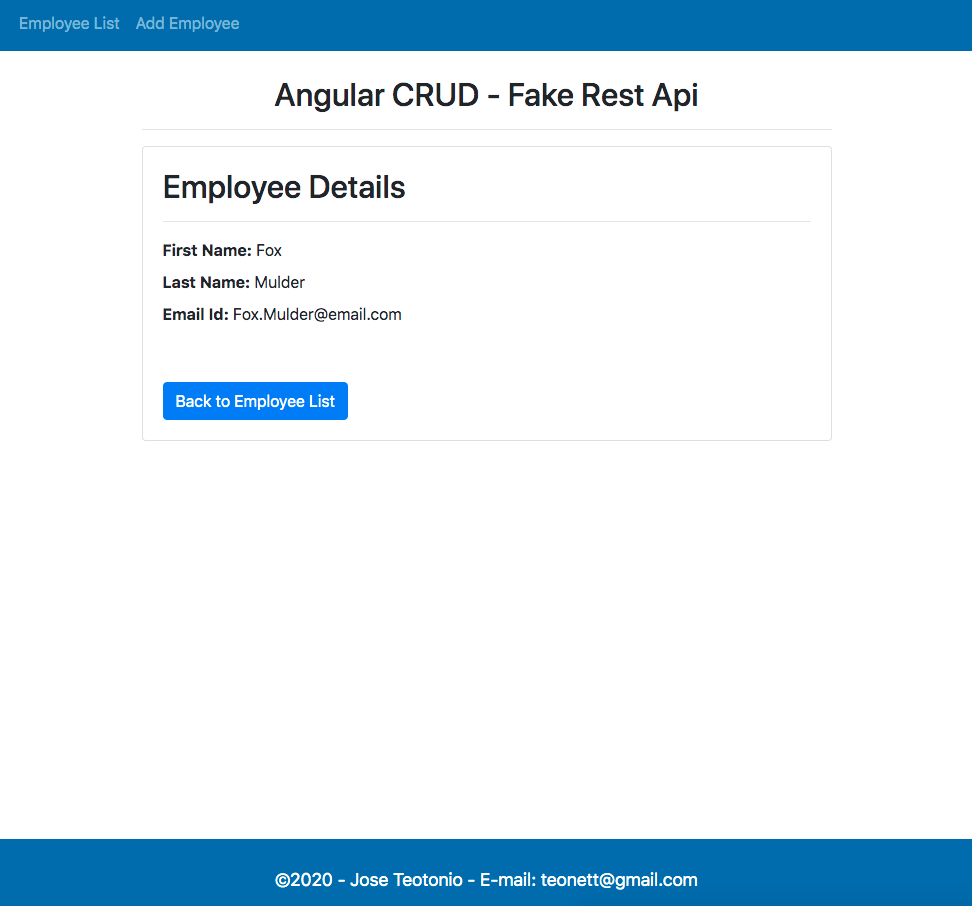 Employee List Add Employee
Angular CRUD - Fake Rest Api
Employee Details
First Name: Fox
Last Name: Mulder
Email Id: Fox.Mulder@email.com
Back to Employee List
©2020 - Jose Teotonio - E-mail: teonett@gmail.com